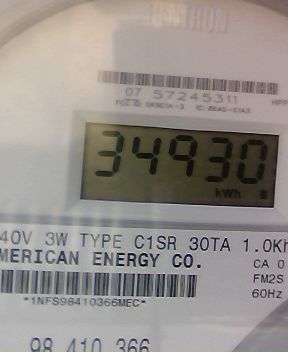 07 57245311
34930
kWh
40V 3W TYPE C1SR 30TA 1.0Kh
MERICAN ENERGY CO.
CA 0
FM2S
60Hz
*1NFS98410366MEC*
98 410 366